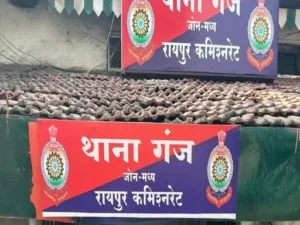 थाना गंज
जोन-मध्य
रायपुर कमिश्नरेट
थाना गंज
जोन-मध्य
रायपुर कमिश्नरेट